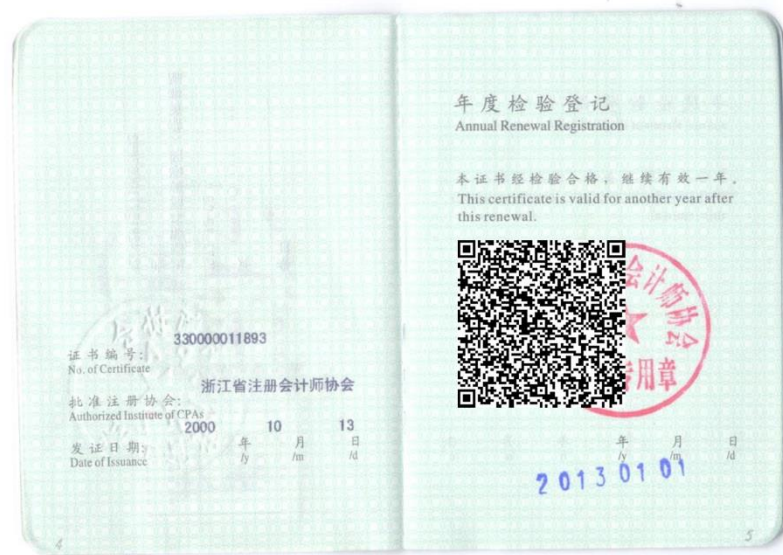 证书编号:
No. of Certificate
330000011893
批准注册协会:
Authorized Institute of CPAs
浙江省注册会计师协会
发证日期:
Date of Issuance
2000 年 10 月 13 日
/y /m /d
4
年度检验登记
Annual Renewal Registration
本证书经检验合格，继续有效一年。
This certificate is valid for another year after
this renewal.
会计师协会
用章
年 月 日
/y /m /d
2013 01 01
5